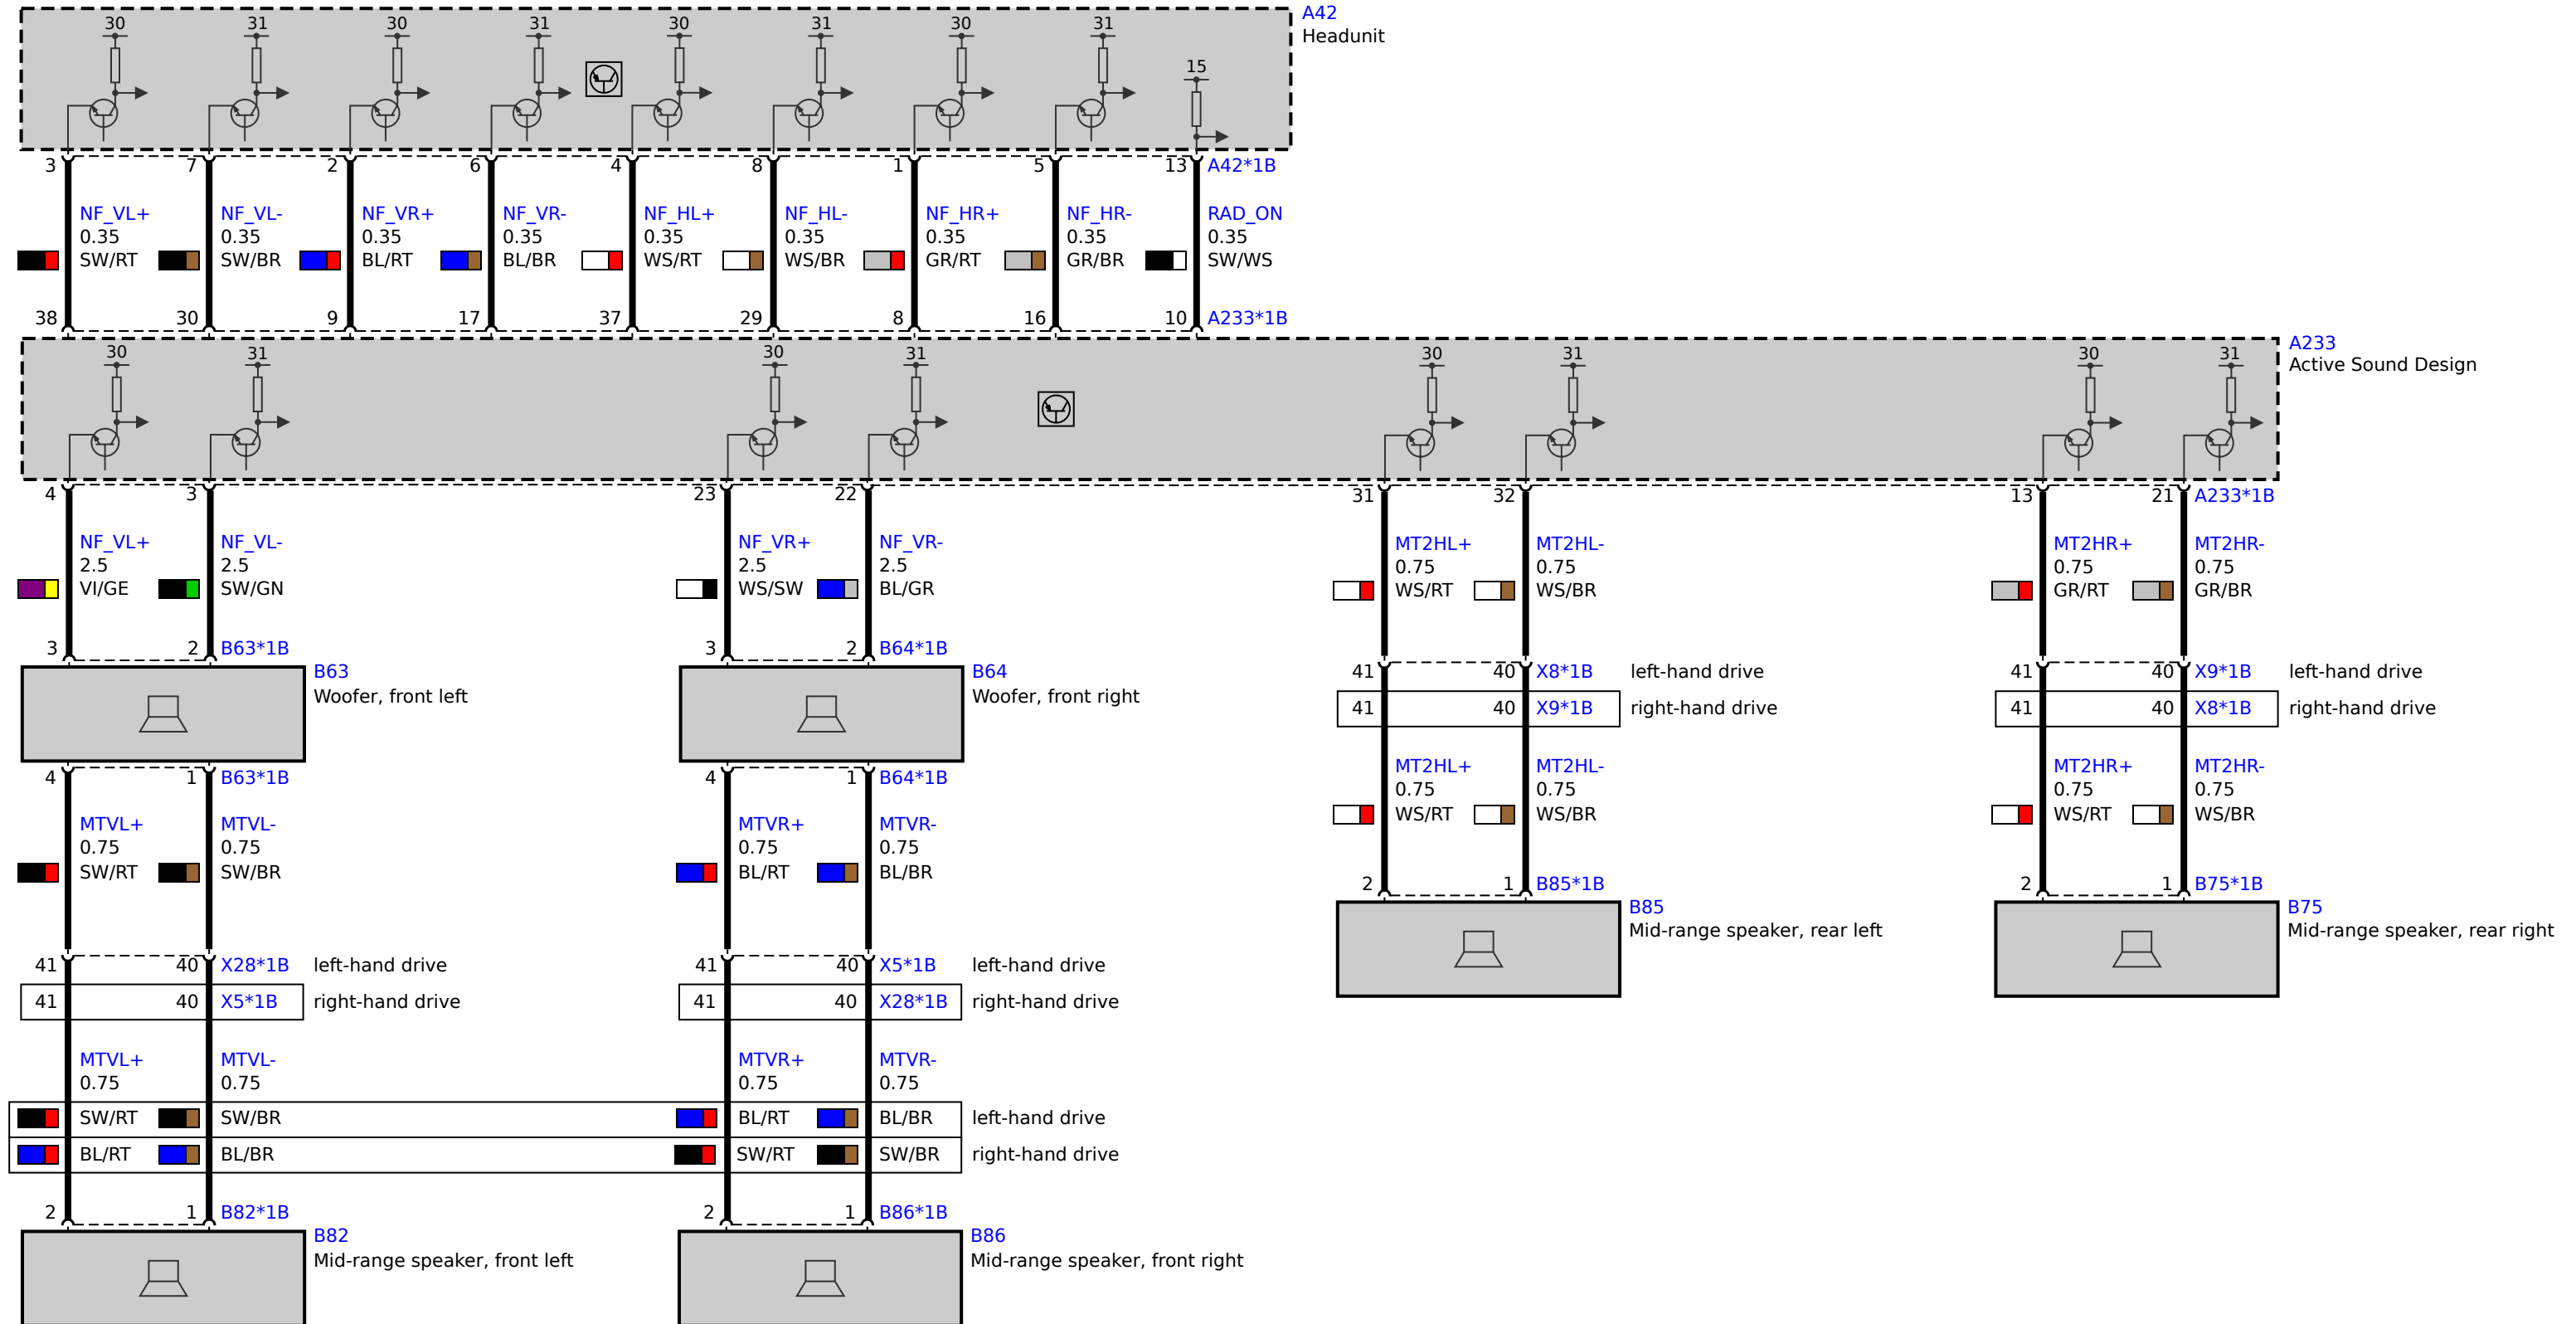 30 31 30 31 30 31 30 31 A42
Headunit
15
3 7 2 6 4 8 1 5 13 A42*1B
NF_VL+ NF_VL- NF_VR+ NF_VR- NF_HL+ NF_HL- NF_HR+ NF_HR- RAD_ON
0.35 0.35 0.35 0.35 0.35 0.35 0.35 0.35 0.35
SW/RT SW/BR BL/RT BL/BR WS/RT WS/BR GR/RT GR/BR SW/WS
38 30 9 17 37 29 8 16 10 A233*1B
30 31 30 31 30 31 30 31 A233
Active Sound Design
4 3 23 22 31 32 13 21 A233*1B
NF_VL+ NF_VL- NF_VR+ NF_VR- MT2HL+ MT2HL- MT2HR+ MT2HR-
2.5 2.5 2.5 2.5 0.75 0.75 0.75 0.75
VI/GE SW/GN WS/SW BL/GR WS/RT WS/BR GR/RT GR/BR
3 2 B63*1B 3 2 B64*1B
B63 B64 41 40 X8*1B left-hand drive 41 40 X9*1B left-hand drive
Woofer, front left Woofer, front right
41 40 X9*1B right-hand drive 41 40 X8*1B right-hand drive
4 1 B63*1B 4 1 B64*1B MT2HL+ MT2HL- MT2HR+ MT2HR-
0.75 0.75 0.75 0.75
WS/RT WS/BR WS/RT WS/BR
MTVL+ MTVL- MTVR+ MTVR-
0.75 0.75 0.75 0.75
SW/RT SW/BR BL/RT BL/BR
2 1 B85*1B 2 1 B75*1B
B85 B75
Mid-range speaker, rear left Mid-range speaker, rear right
41 40 X28*1B left-hand drive 41 40 X5*1B left-hand drive
41 40 X5*1B right-hand drive 41 40 X28*1B right-hand drive
MTVL+ MTVL- MTVR+ MTVR-
0.75 0.75 0.75 0.75
SW/RT SW/BR BL/RT BL/BR left-hand drive
BL/RT BL/BR SW/RT SW/BR right-hand drive
2 1 B82*1B 2 1 B86*1B
B82 B86
Mid-range speaker, front left Mid-range speaker, front right